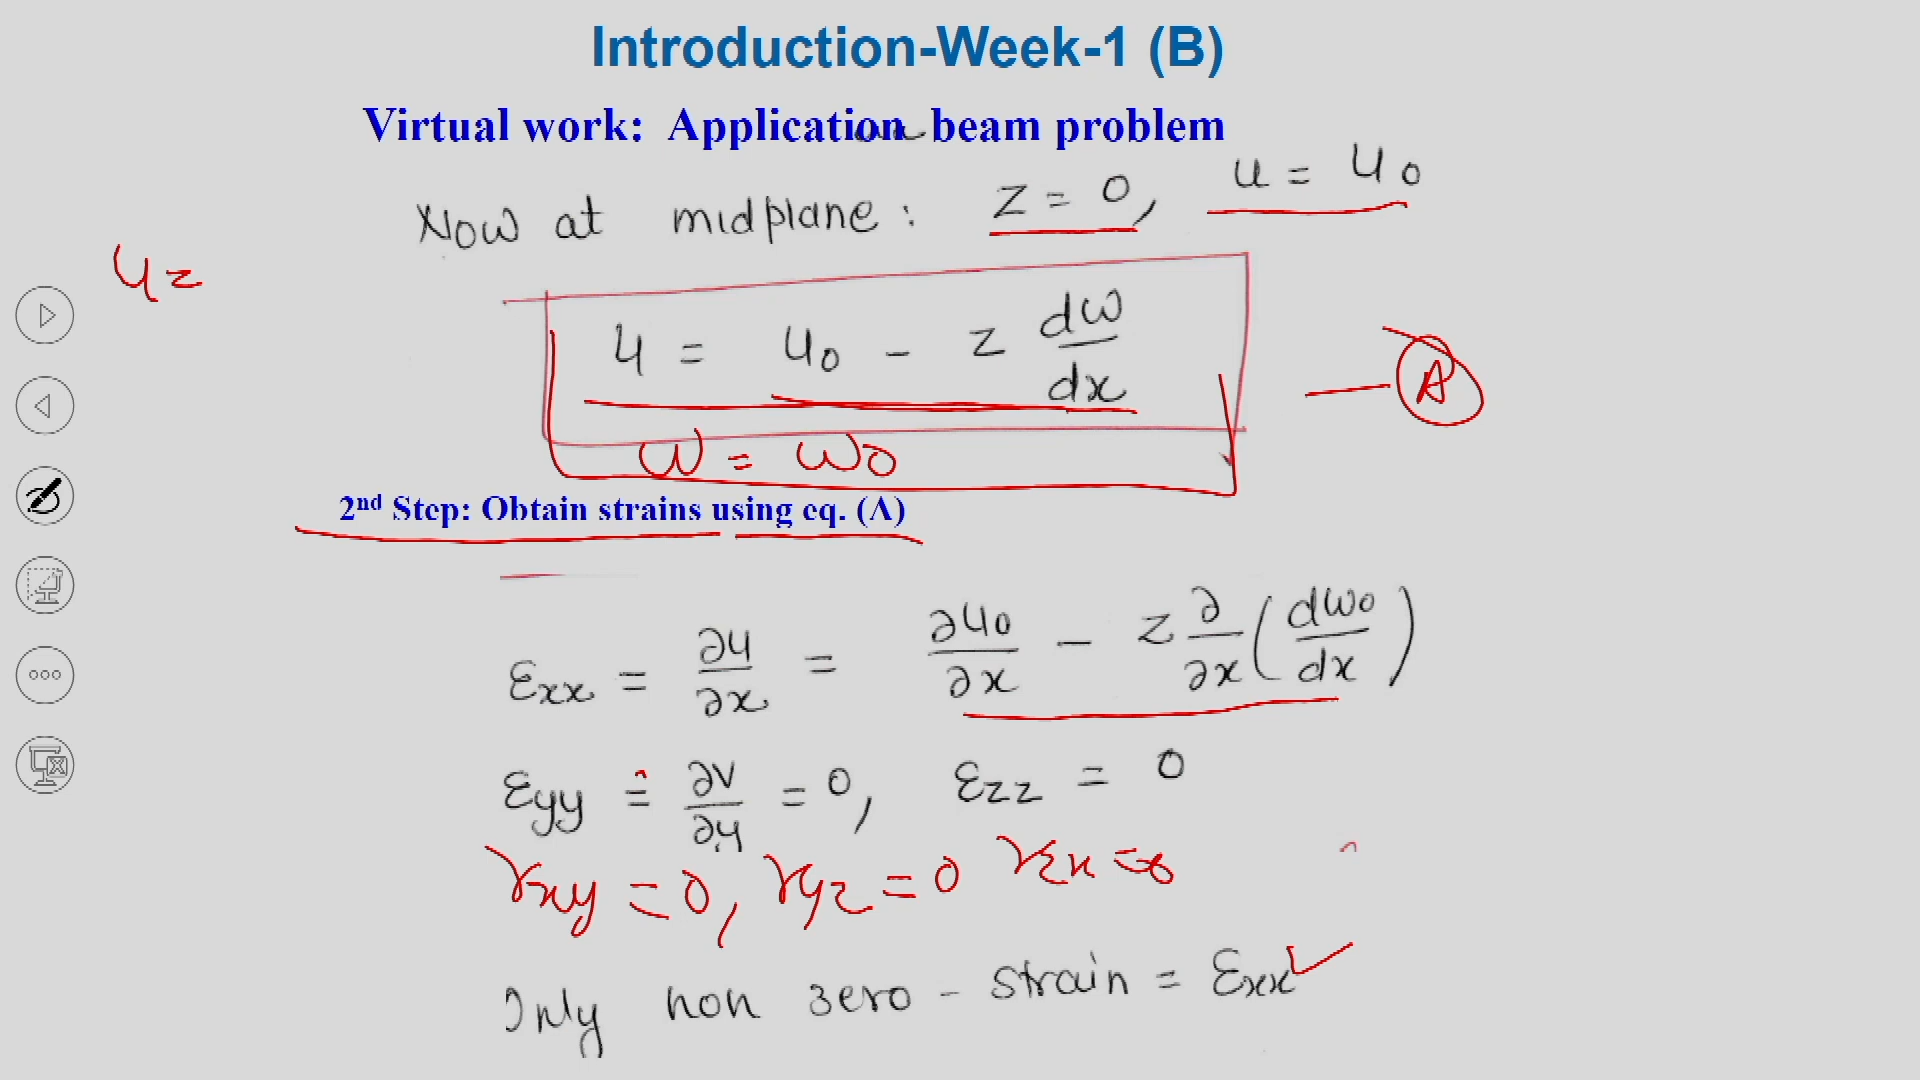 Introduction-Week-1 (B)
Virtual work: Application beam problem
Now at midplane: z = 0, u = u₀
u =
u = u₀ - z dw/dx — (A)
w = w₀
2nd Step: Obtain strains using eq. (A)
εxx = ∂u/∂x = ∂u₀/∂x - z ∂/∂x (dw₀/dx)
εyy = ∂v/∂y = 0, εzz = 0
γxy = 0, γyz = 0 γzx = 0
Only non zero - strain = εxx ✓